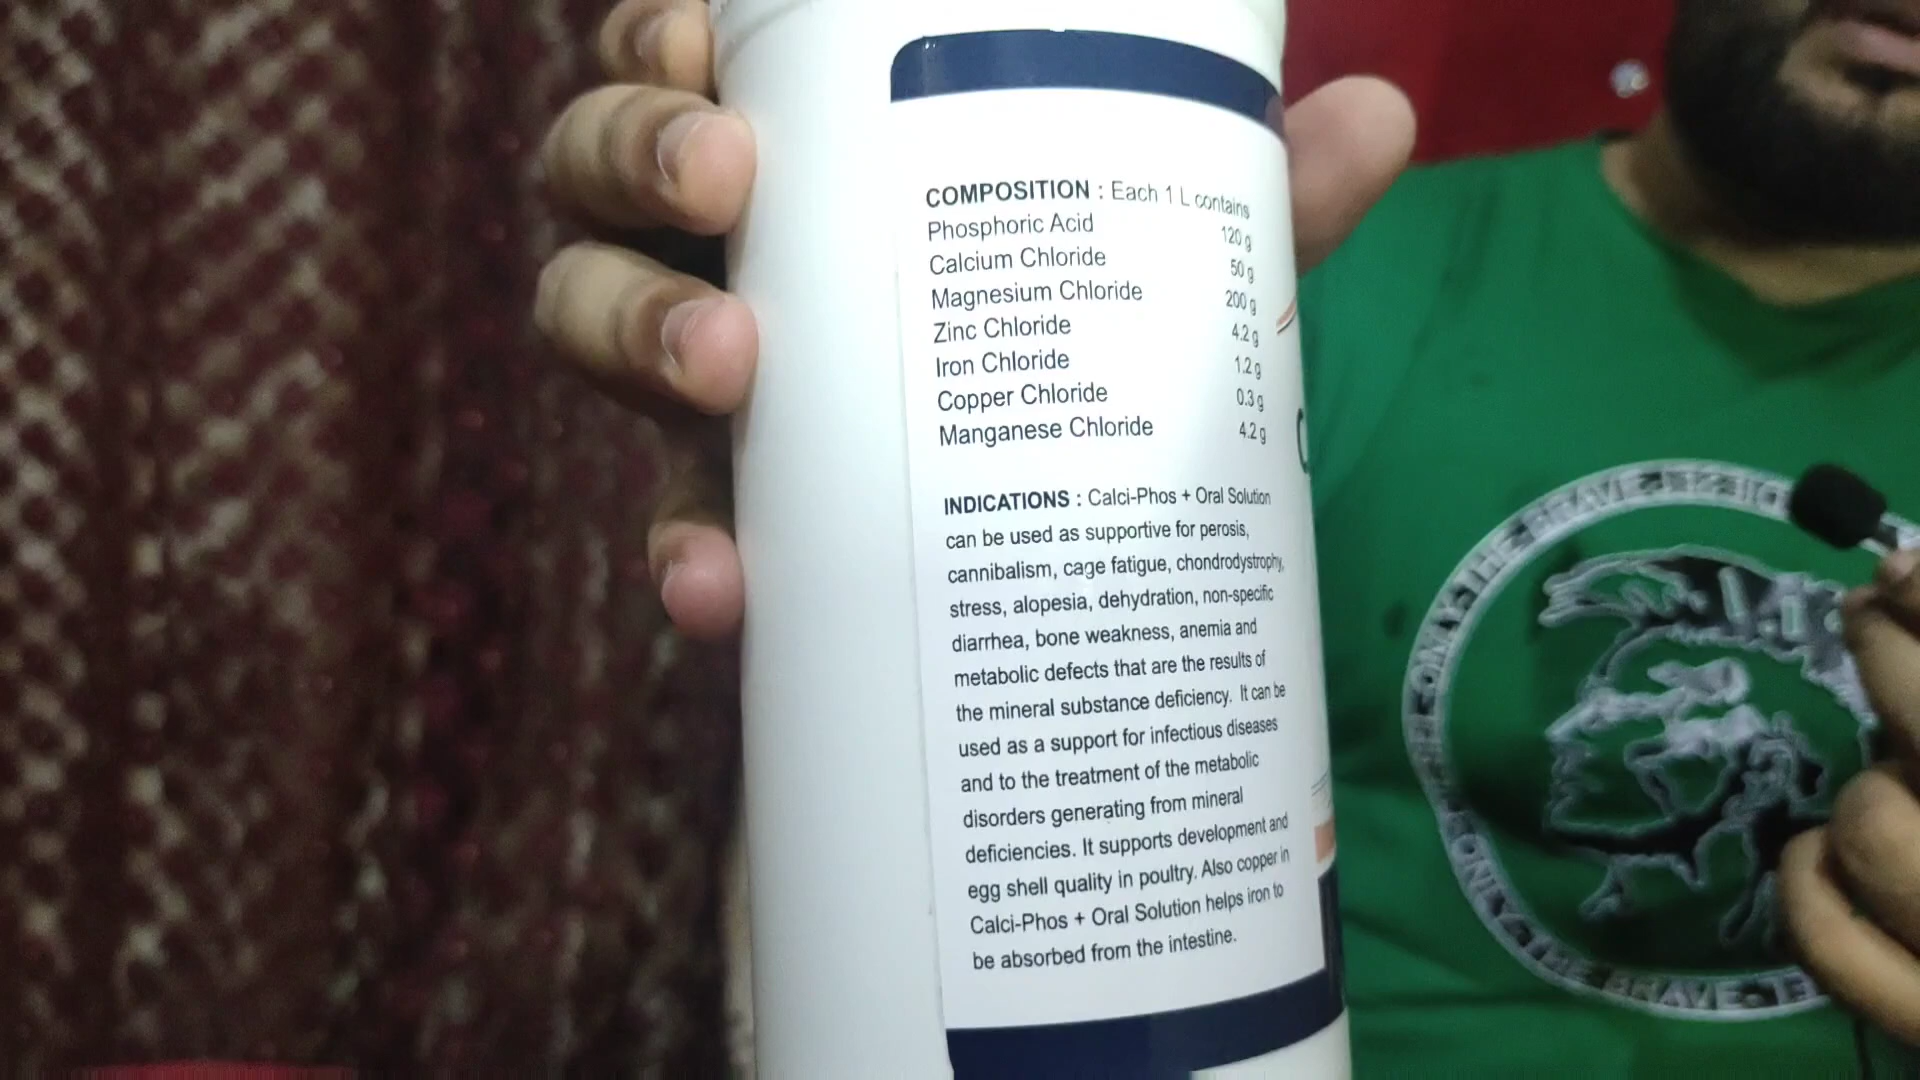 COMPOSITION : Each 1 L contains
Phosphoric Acid 120 g
Calcium Chloride 50 g
Magnesium Chloride 200 g
Zinc Chloride 4.2 g
Iron Chloride 1.2 g
Copper Chloride 0.3 g
Manganese Chloride 4.2 g
INDICATIONS : Calci-Phos + Oral Solution
can be used as supportive for perosis,
cannibalism, cage fatigue, chondrodystrophy,
stress, alopesia, dehydration, non-specific
diarrhea, bone weakness, anemia and
metabolic defects that are the results of
the mineral substance deficiency. It can be
used as a support for infectious diseases
and to the treatment of the metabolic
disorders generating from mineral
deficiencies. It supports development and
egg shell quality in poultry. Also copper in
Calci-Phos + Oral Solution helps iron to
be absorbed from the intestine.
THE BRAVE
ONLY THE BRAVE